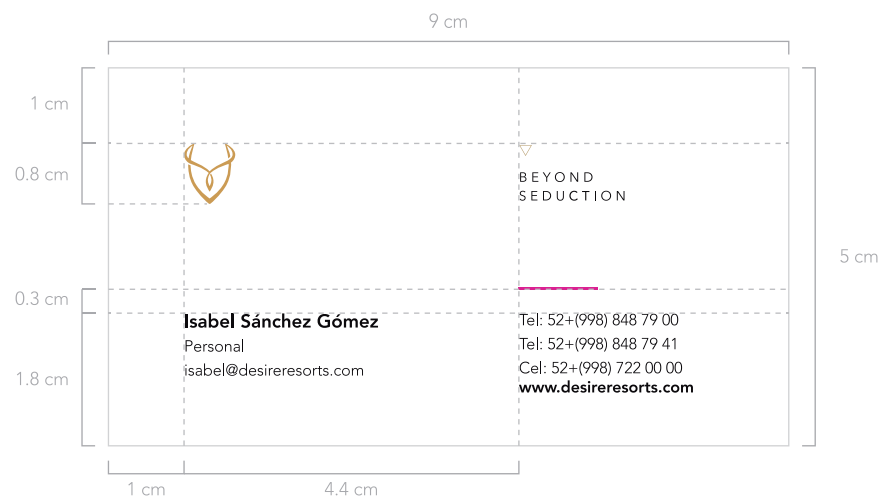 9 cm
1 cm
0.8 cm
BEYOND
SEDUCTION
5 cm
0.3 cm
1.8 cm
Isabel Sánchez Gómez
Personal
isabel@desireresorts.com
Tel: 52+(998) 848 79 00
Tel: 52+(998) 848 79 41
Cel: 52+(998) 722 00 00
www.desireresorts.com
1 cm
4.4 cm